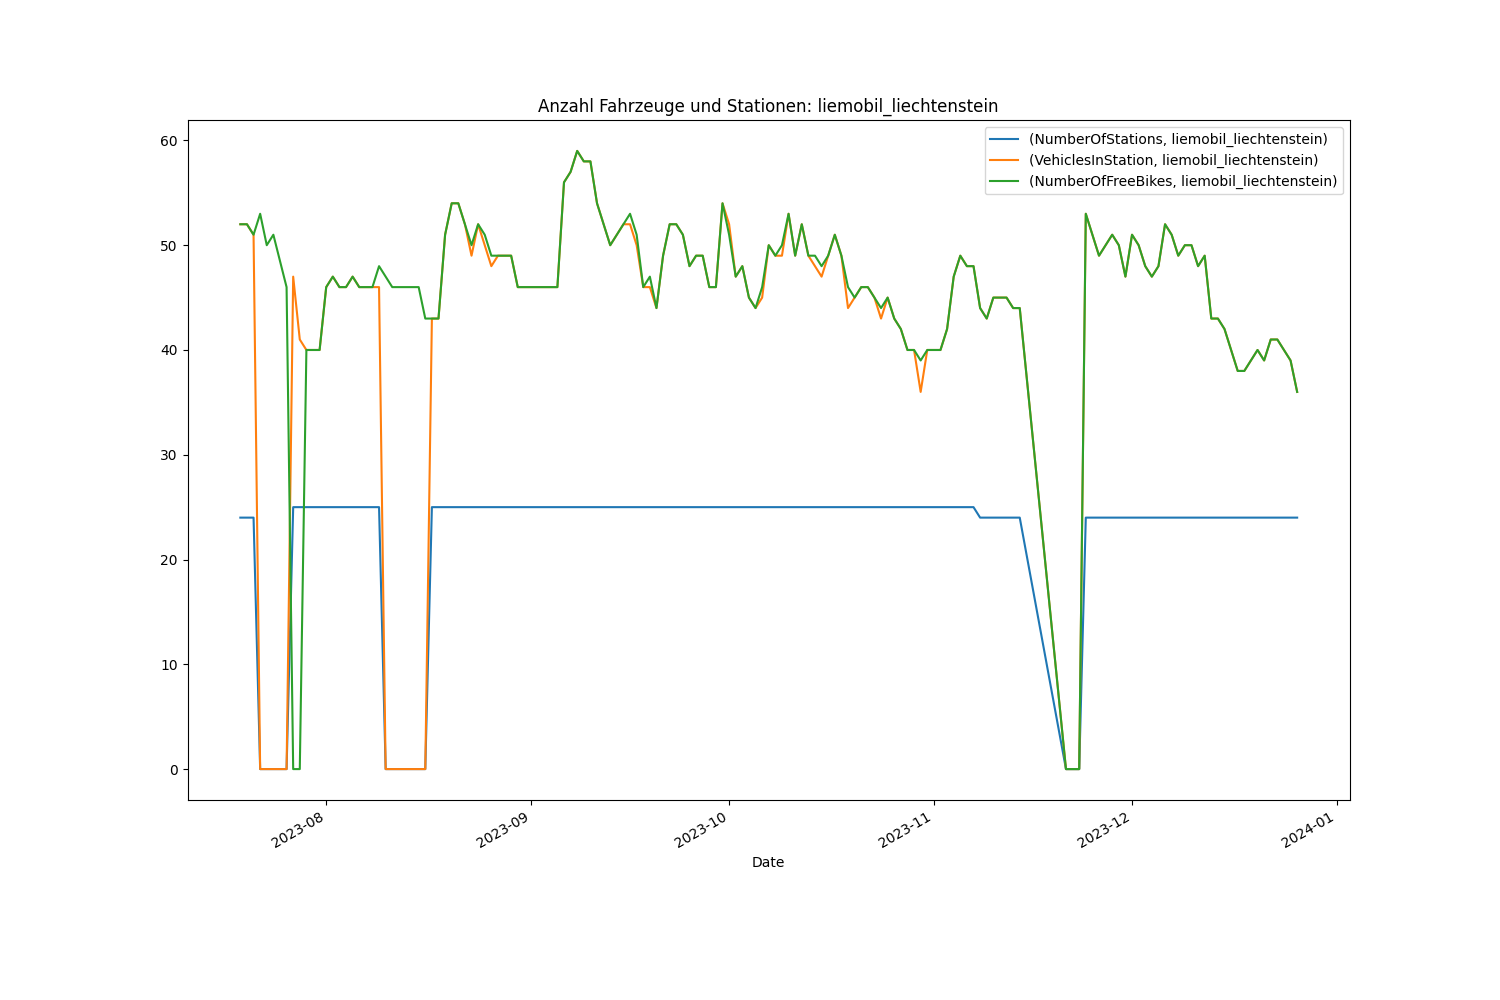 Anzahl Fahrzeuge und Stationen: liemobil_liechtenstein
(NumberOfStations, liemobil_liechtenstein)
(VehiclesInStation, liemobil_liechtenstein)
(NumberOfFreeBikes, liemobil_liechtenstein)
60
50
40
30
20
10
0
2023-08
2023-09
2023-10
2023-11
2023-12
2024-01
Date